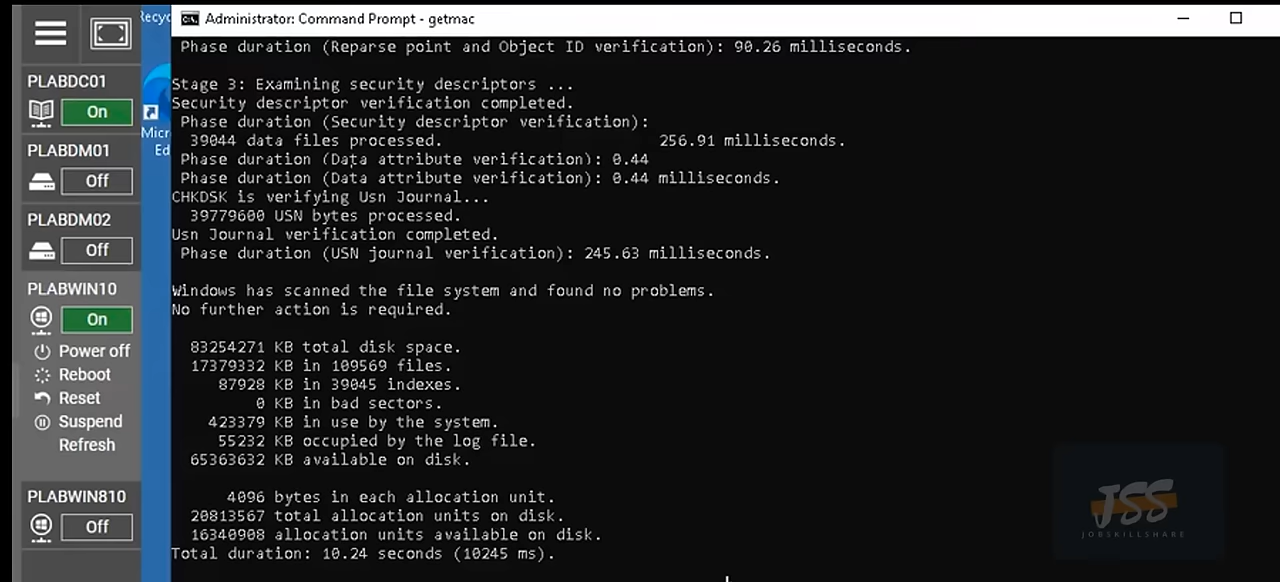 Recyc
Administrator: Command Prompt - getmac
PLABDC01
On
Micr
Ed
PLABDM01
Off
PLABDM02
Off
PLABWIN10
On
Power off
Reboot
Reset
Suspend
Refresh
PLABWIN810
Off
Phase duration (Reparse point and Object ID verification): 90.26 milliseconds.
Stage 3: Examining security descriptors ...
Security descriptor verification completed.
Phase duration (Security descriptor verification):
39044 data files processed. 256.91 milliseconds.
Phase duration (Data attribute verification): 0.44
Phase duration (Data attribute verification): 0.44 milliseconds.
CHKDSK is verifying Usn Journal...
39779600 USN bytes processed.
Usn Journal verification completed.
Phase duration (USN journal verification): 245.63 milliseconds.
Windows has scanned the file system and found no problems.
No further action is required.
83254271 KB total disk space.
17379332 KB in 109569 files.
87928 KB in 39045 indexes.
0 KB in bad sectors.
423379 KB in use by the system.
55232 KB occupied by the log file.
65363632 KB available on disk.
4096 bytes in each allocation unit.
20813567 total allocation units on disk.
16340908 allocation units available on disk.
Total duration: 10.24 seconds (10245 ms).
JSS
JOBSKILLSHARE